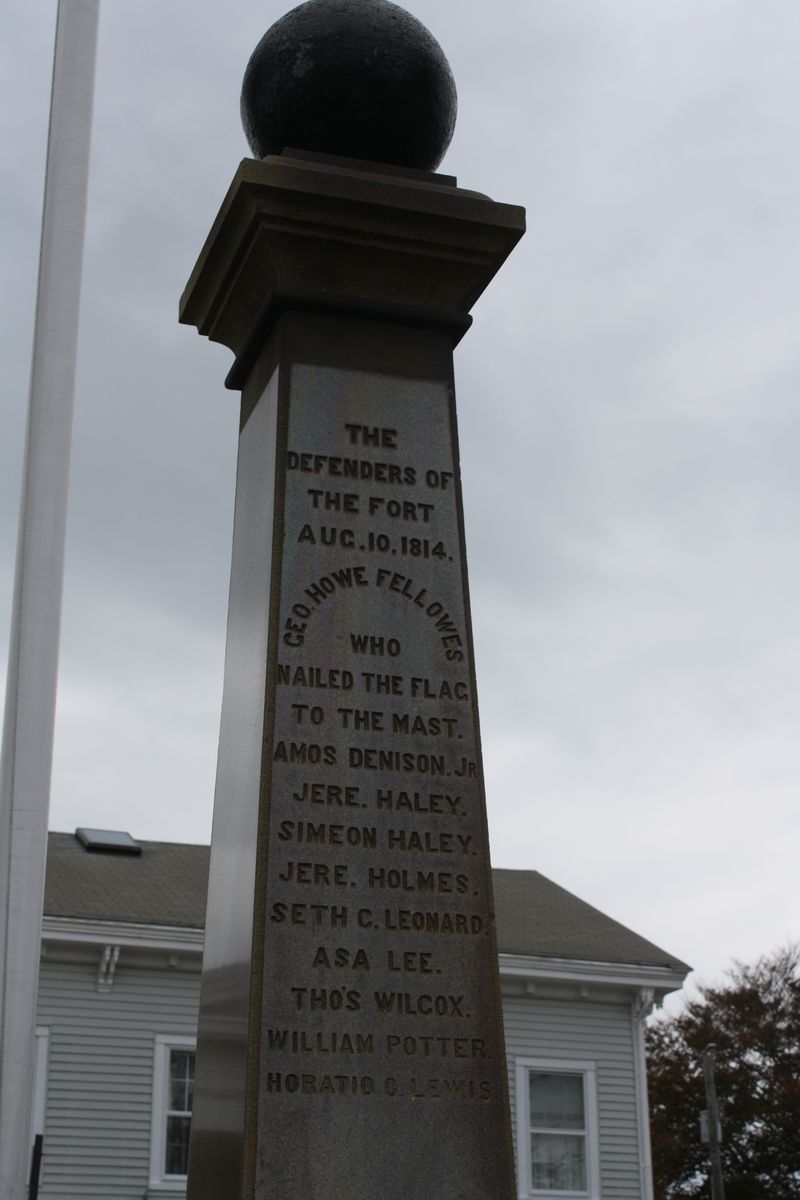 THE
DEFENDERS OF
THE FORT
AUG. 10, 1814.
GEO. HOWE FELLOWES
WHO
NAILED THE FLAG
TO THE MAST.
AMOS DENISON. JR
JERE. HALEY.
SIMEON HALEY.
JERE. HOLMES.
SETH C. LEONARD.
ASA LEE.
THO'S WILCOX.
WILLIAM POTTER.
HORATIO G. LEWIS